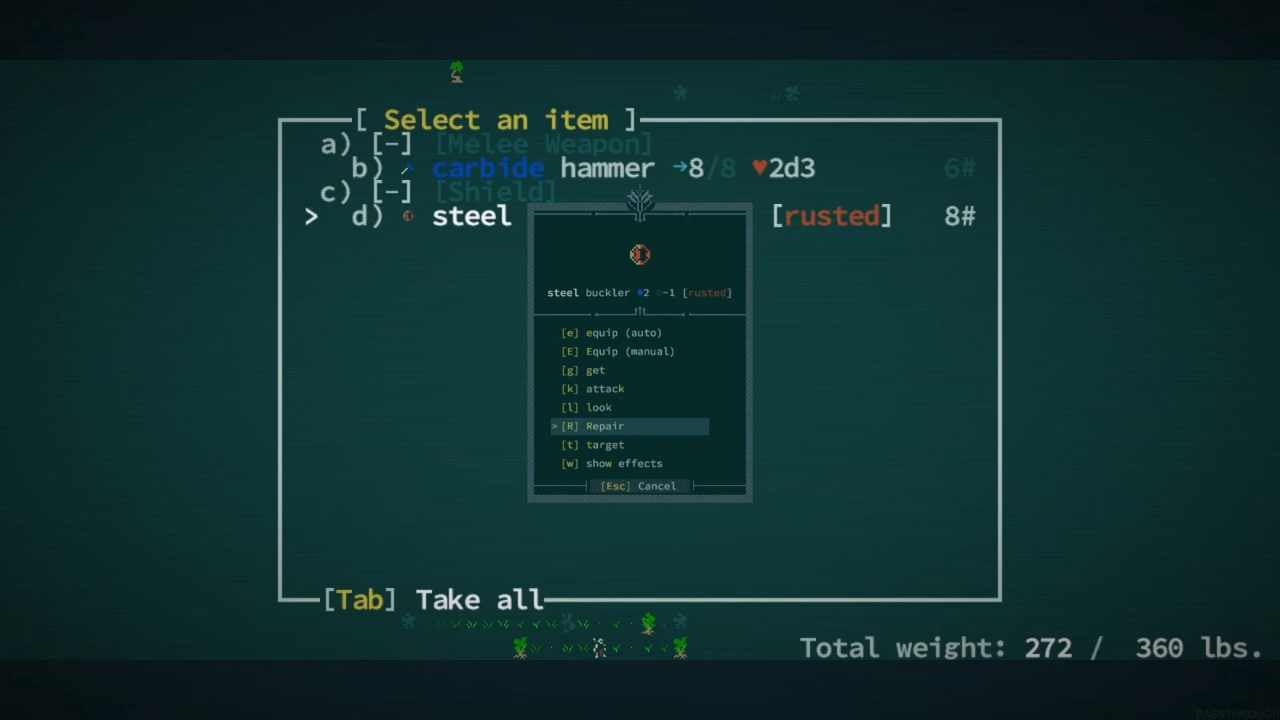 [ Select an item ]
a) [-] [Melee Weapon]
b) carbide hammer →8/8 ♥2d3 6#
c) [-] [Shield]
> d) steel [rusted] 8#
steel buckler ♦2 ○-1 [rusted]
[e] equip (auto)
[E] Equip (manual)
[g] get
[k] attack
[l] look
> [R] Repair
[t] target
[w] show effects
[Esc] Cancel
[Tab] Take all
Total weight: 272 / 360 lbs.